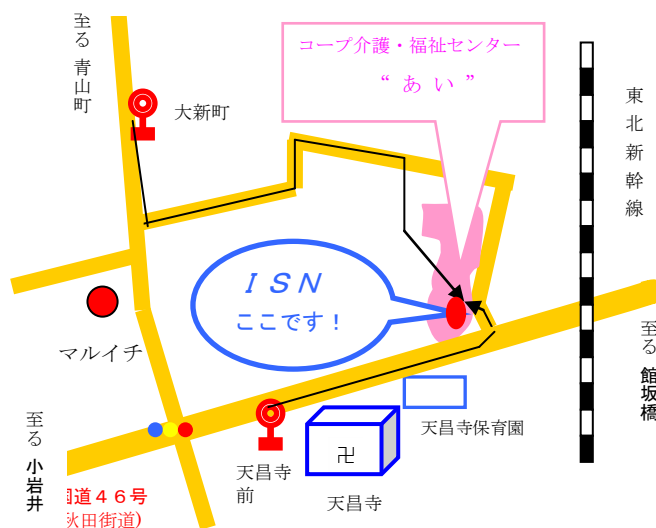 至る 青山町
大新町
コープ介護・福祉センター
“ あ い ”
東北新幹線
ＩＳＮ
ここです！
マルイチ
至る 館坂橋
至る 小岩井
天昌寺保育園
天昌寺
前
卍
天昌寺
国道４６号
秋田街道)